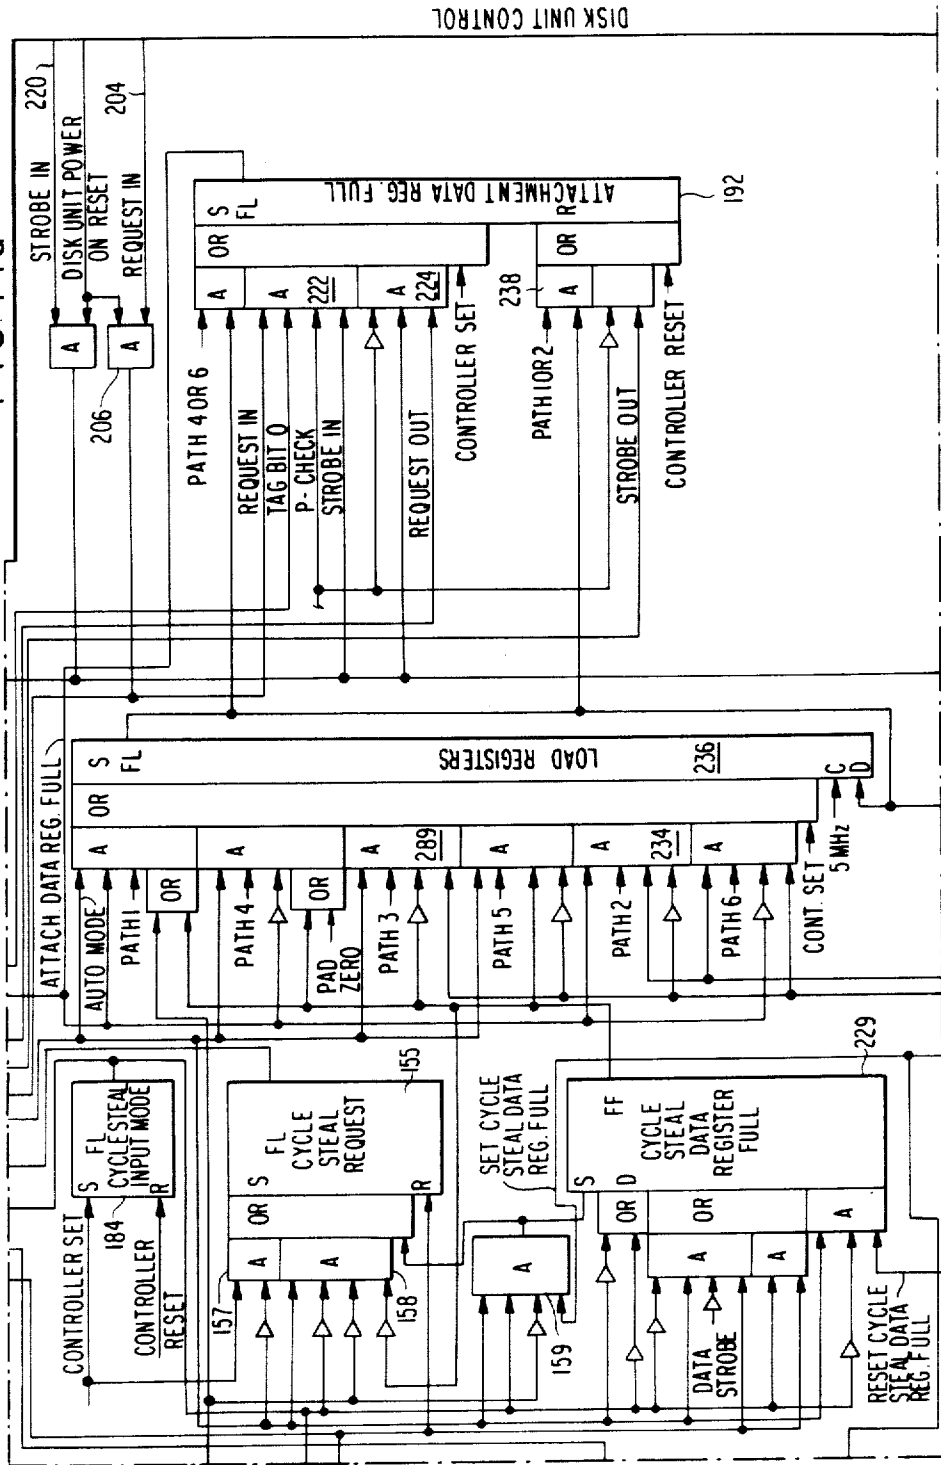 DISK UNIT CONTROL
STROBE IN
220
DISK UNIT POWER
ON RESET
REQUEST IN
204
A
A
206
PATH 4 OR 6
REQUEST IN
TAG BIT 0
P-CHECK
STROBE IN
REQUEST OUT
CONTROLLER SET
A
A
222
A
224
OR
S
FL
ATTACHMENT DATA REG. FULL
R
192
238
A
OR
PATH 1 OR 2
STROBE OUT
CONTROLLER RESET
ATTACH DATA REG. FULL
AUTO MODE
PATH 1
OR
PATH 4
OR
PAD
ZERO
PATH 3
PATH 5
PATH 2
PATH 6
CONT. SET
5 MHz
A
A
A
289
A
A
234
A
OR
S
FL
LOAD REGISTERS
236
C
D
CONTROLLER SET
184
CONTROLLER
RESET
S
FL
CYCLE STEAL
INPUT MODE
R
157
A
A
158
OR
FL
CYCLE
STEAL
REQUEST
R
155
SET CYCLE
STEAL DATA
REG. FULL
A
159
S
FF
D
CYCLE
STEAL
DATA
REGISTER
FULL
229
OR
OR
A
A
A
DATA
STROBE
RESET CYCLE
STEAL DATA
REG. FULL